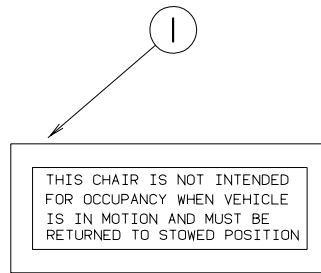 1
THIS CHAIR IS NOT INTENDED
FOR OCCUPANCY WHEN VEHICLE
IS IN MOTION AND MUST BE
RETURNED TO STOWED POSITION